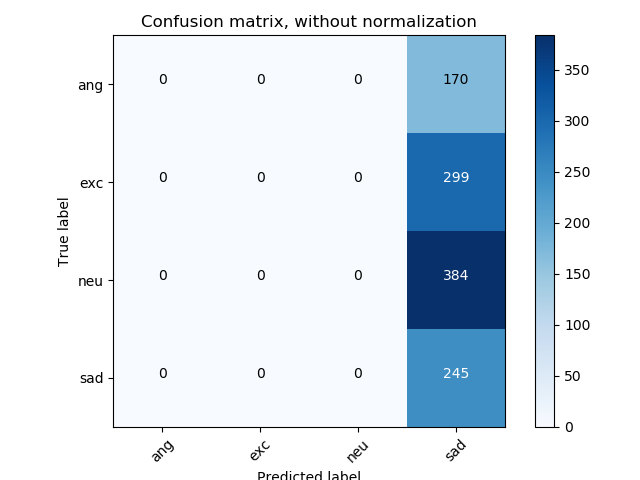 Confusion matrix, without normalization
True label
ang 0 0 0 170
exc 0 0 0 299
neu 0 0 0 384
sad 0 0 0 245
ang exc neu sad
Predicted label
350
300
250
200
150
100
50
0